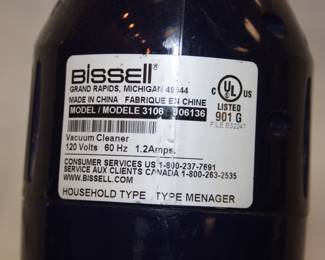 BISSELL®
GRAND RAPIDS, MICHIGAN 49544
MADE IN CHINA FABRIQUE EN CHINE
MODEL / MODELE 3106 306136
Vacuum Cleaner
120 Volts 60 Hz 1.2Amps.
CONSUMER SERVICES US 1-800-237-7691
SERVICE AUX CLIENTS CANADA 1-800-263-2535
WWW.BISSELL.COM
HOUSEHOLD TYPE TYPE MENAGER
C UL US
LISTED
901 G